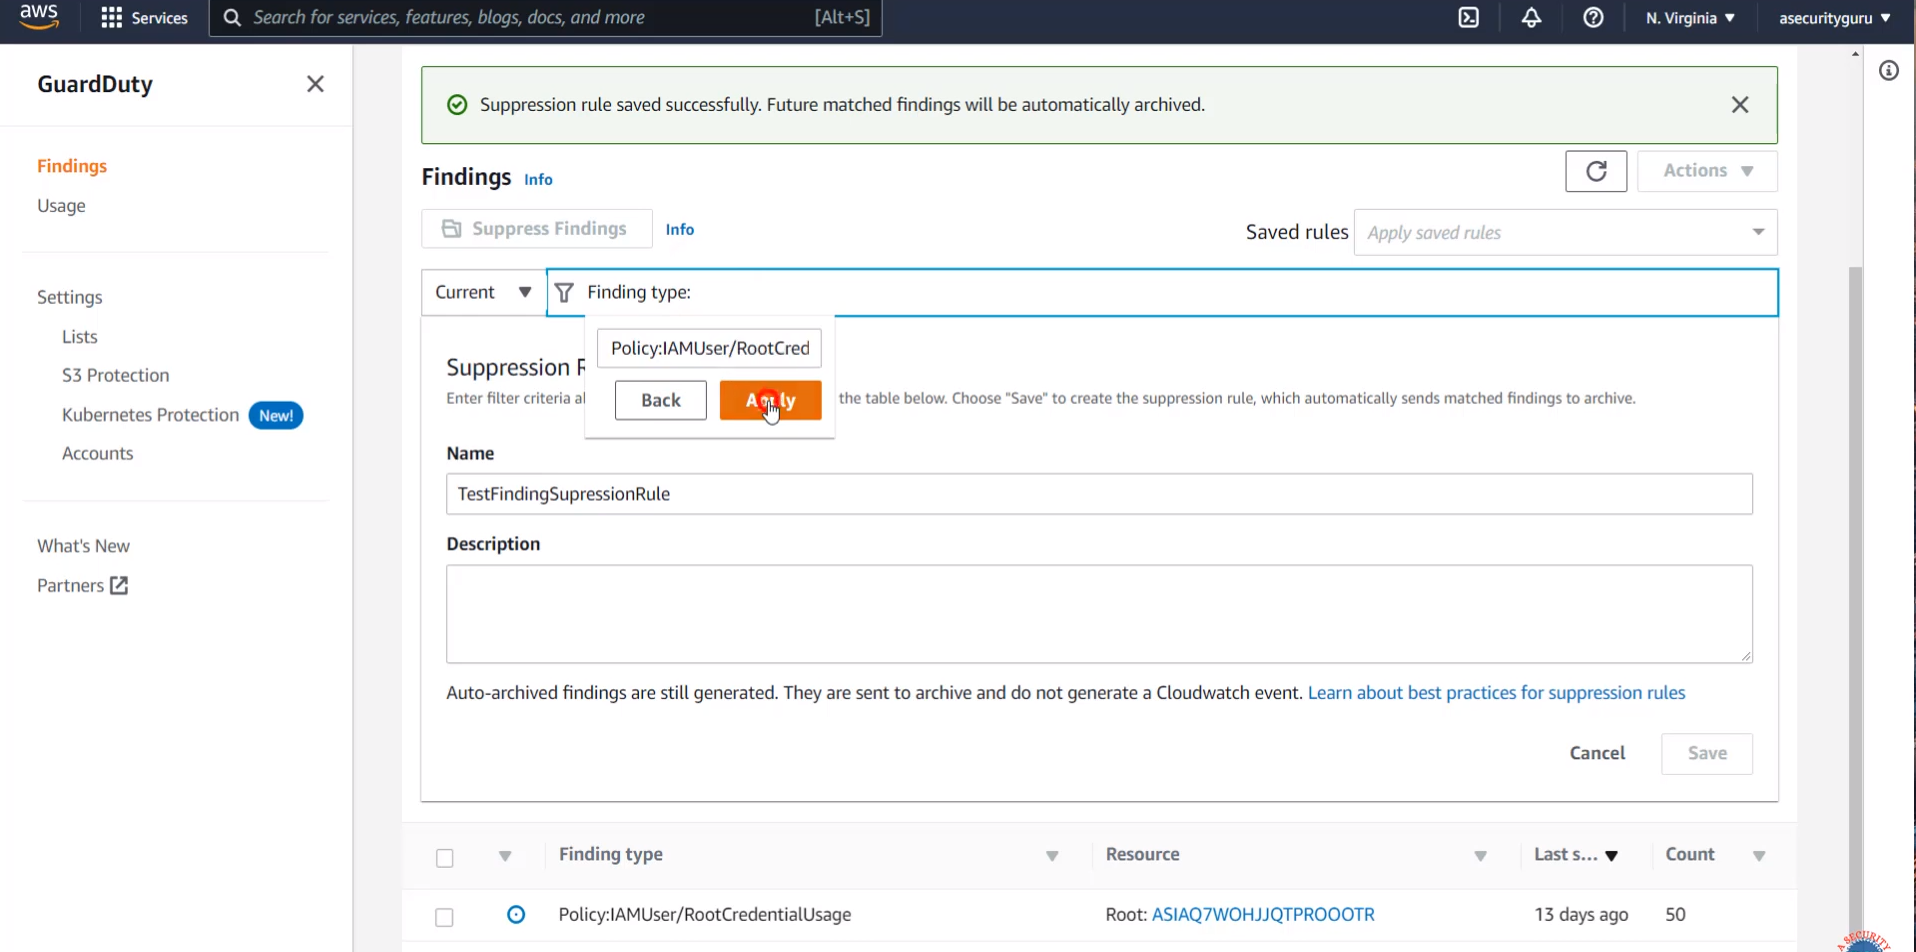 aws
Services
Search for services, features, blogs, docs, and more
[Alt+S]
N. Virginia
asecurityguru
GuardDuty
Findings
Usage
Settings
Lists
S3 Protection
Kubernetes Protection New!
Accounts
What's New
Partners
Suppression rule saved successfully. Future matched findings will be automatically archived.
Findings Info
Actions
Suppress Findings Info
Saved rules Apply saved rules
Current Finding type:
Policy:IAMUser/RootCred
Back Apply
Suppression R
Enter filter criteria al the table below. Choose "Save" to create the suppression rule, which automatically sends matched findings to archive.
Name
TestFindingSupressionRule
Description
Auto-archived findings are still generated. They are sent to archive and do not generate a Cloudwatch event. Learn about best practices for suppression rules
Cancel Save
Finding type Resource Last s... Count
Policy:IAMUser/RootCredentialUsage Root: ASIAQ7WOHJJQTPROOOTR 13 days ago 50
A SECURITY